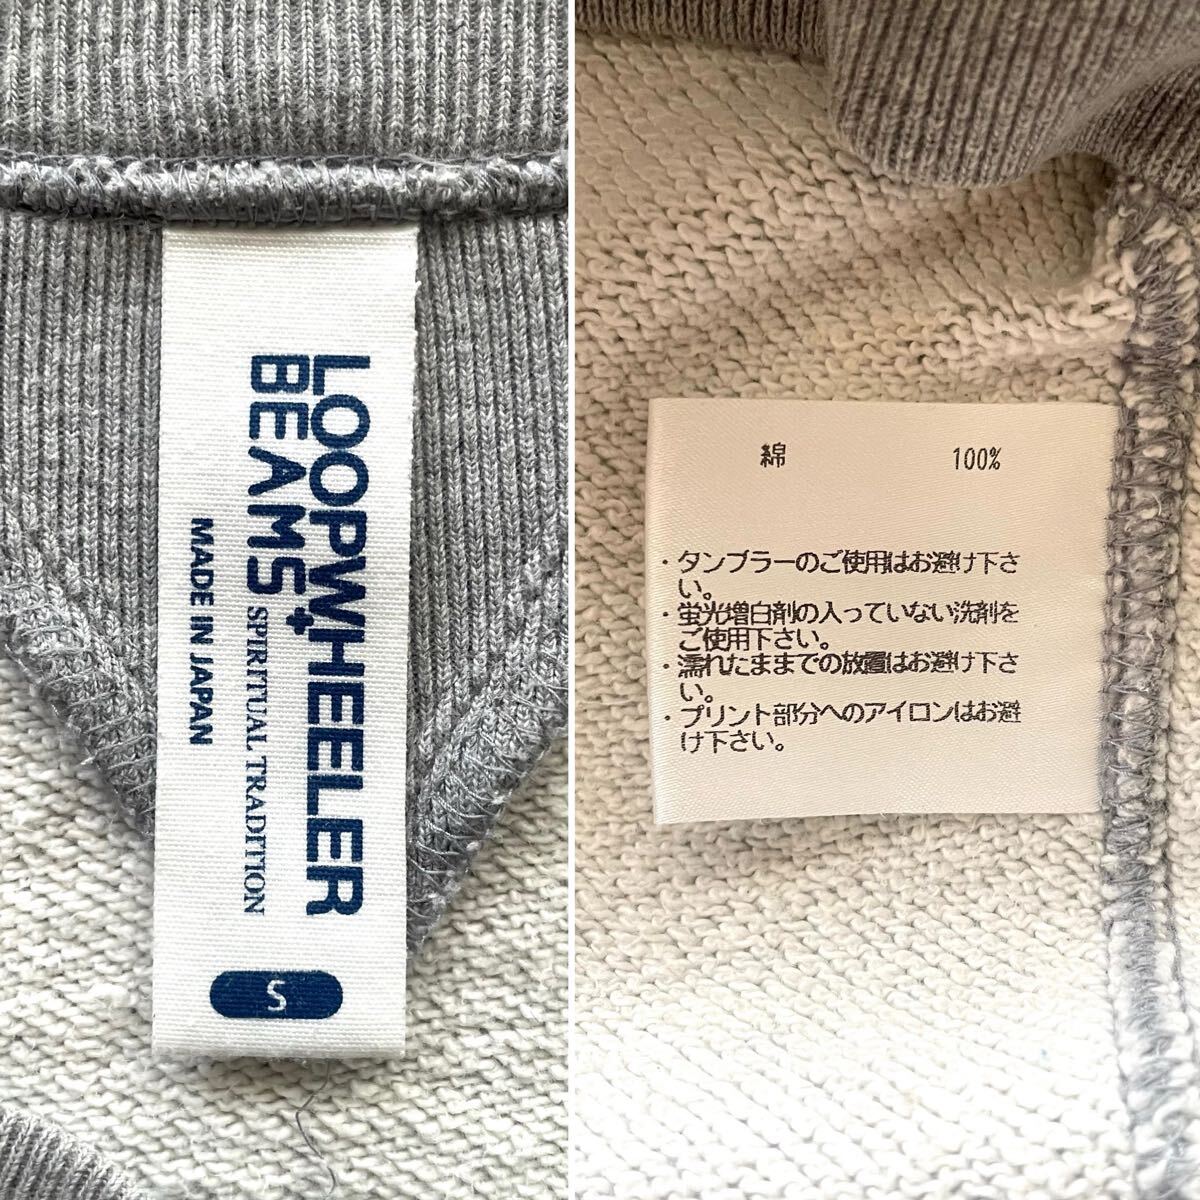 LOOPWHEELER
+
BEAMS
SPIRITUAL TRADITION
MADE IN JAPAN
S
綿 100%
・タンブラーのご使用はお避け下さ
い。
・蛍光増白剤の入っていない洗剤を
ご使用下さい。
・濡れたままでの放置はお避け下さ
い。
・プリント部分へのアイロンはお避
け下さい。